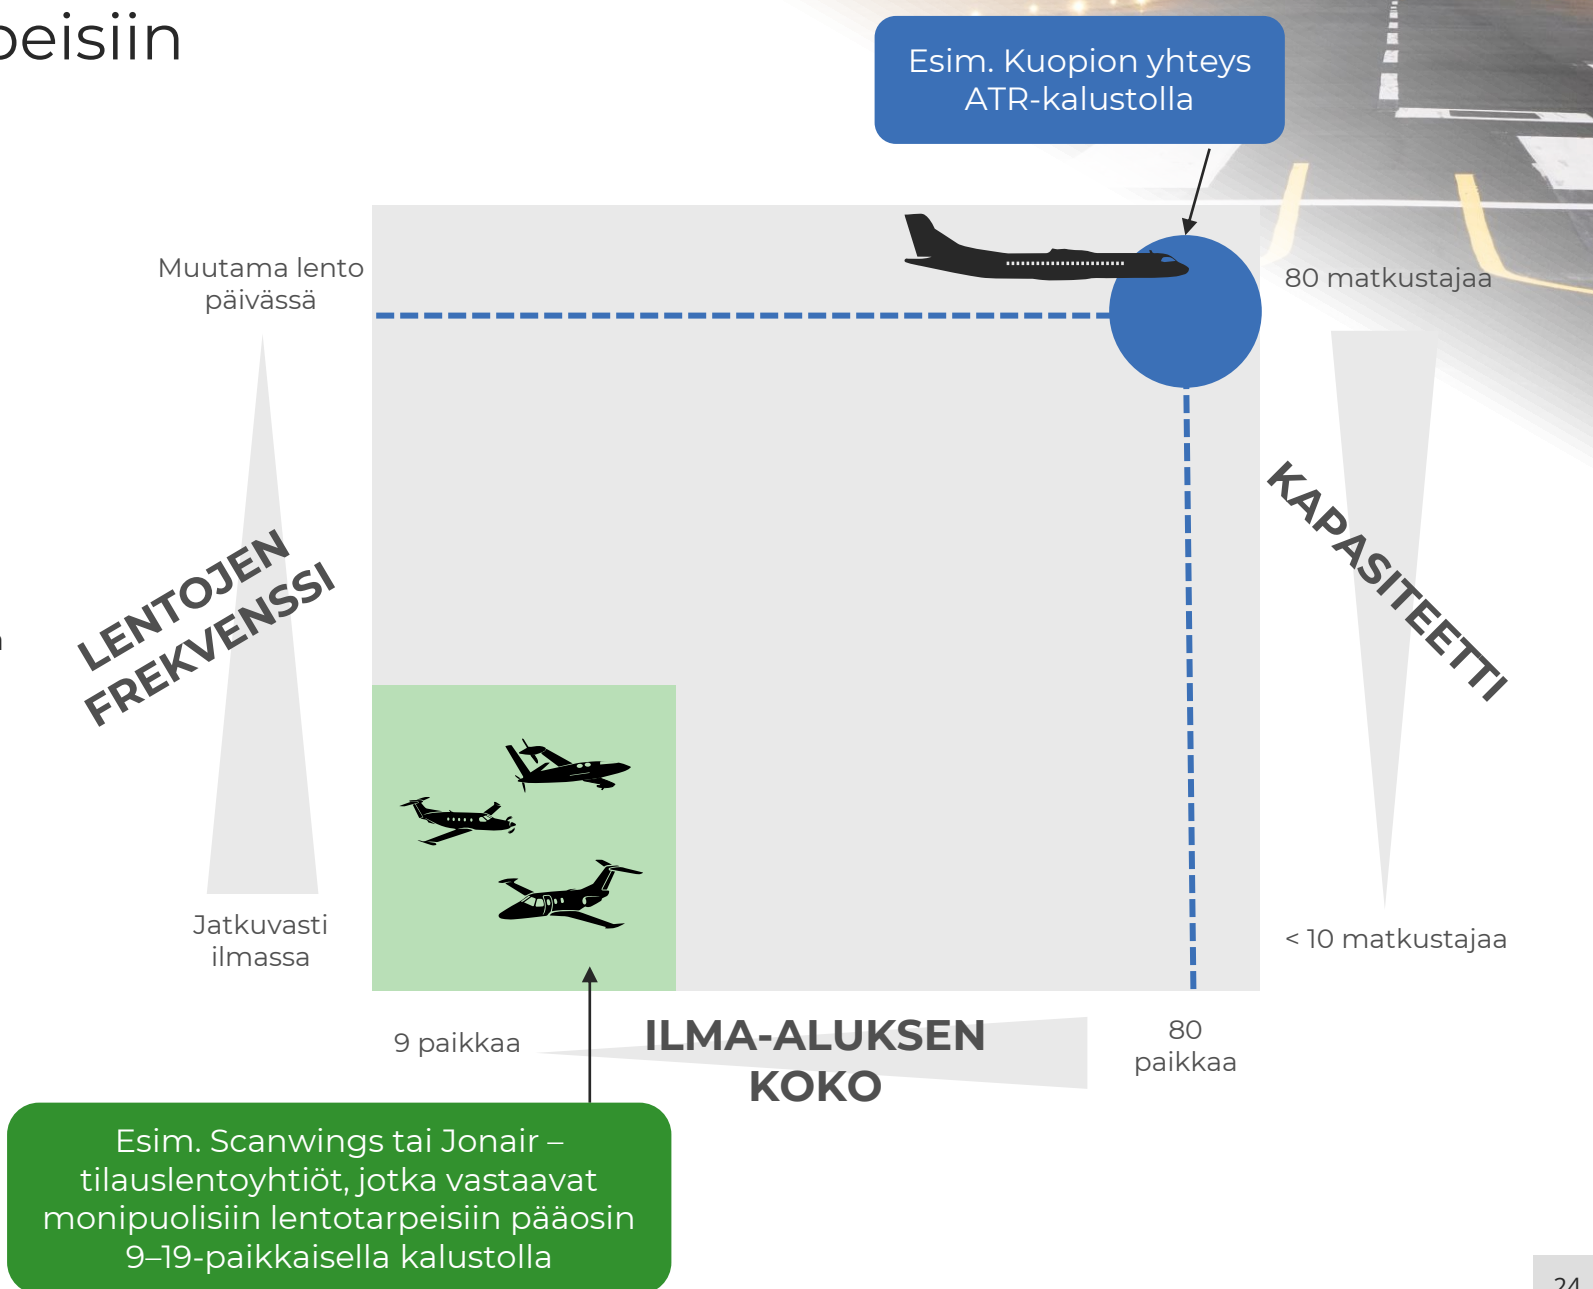 Esim. Kuopion yhteys
ATR-kalustolla
Muutama lento
päivässä
80 matkustajaa
LENTOJEN
FREKVENSSI
KAPASITEETTI
Jatkuvasti
ilmassa
< 10 matkustajaa
9 paikkaa
ILMA-ALUKSEN
KOKO
80
paikkaa
Esim. Scanwings tai Jonair –
tilauslentoyhtiöt, jotka vastaavat
monipuolisiin lentotarpeisiin pääosin
9–19-paikkaisella kalustolla
24